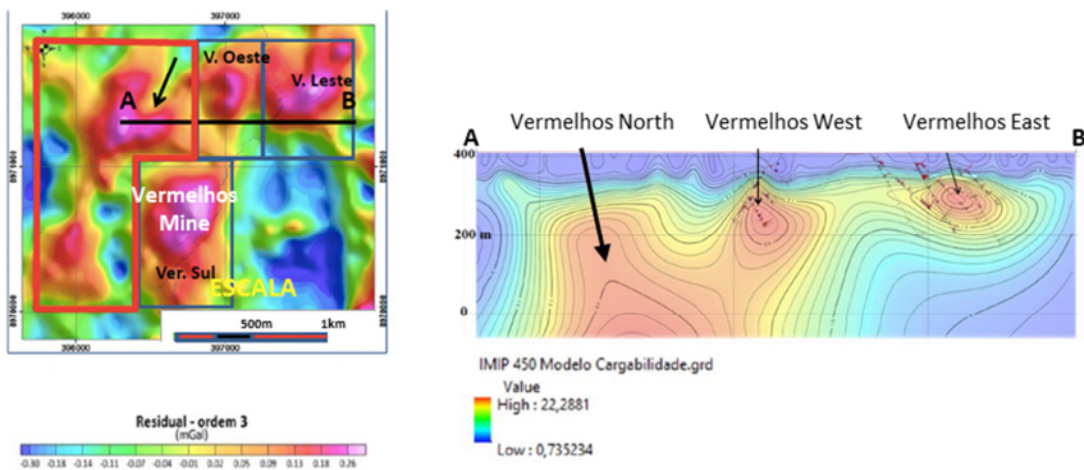 396000
397000
V. Oeste
V. Leste
A
B
8971000
Vermelhos
Mine
Ver. Sul
ESCALA
8970000
500m
1km
396000
397000
Residual - ordem 3
(mGal)
-0.30 -0.18 -0.14 -0.11 -0.07 -0.04 -0.01 0.02 0.05 0.09 0.13 0.18 0.26
Vermelhos North
Vermelhos West
Vermelhos East
A
B
400
200 m
0
IMIP 450 Modelo Cargabilidade.grd
Value
High : 22,2881
Low : 0,735234